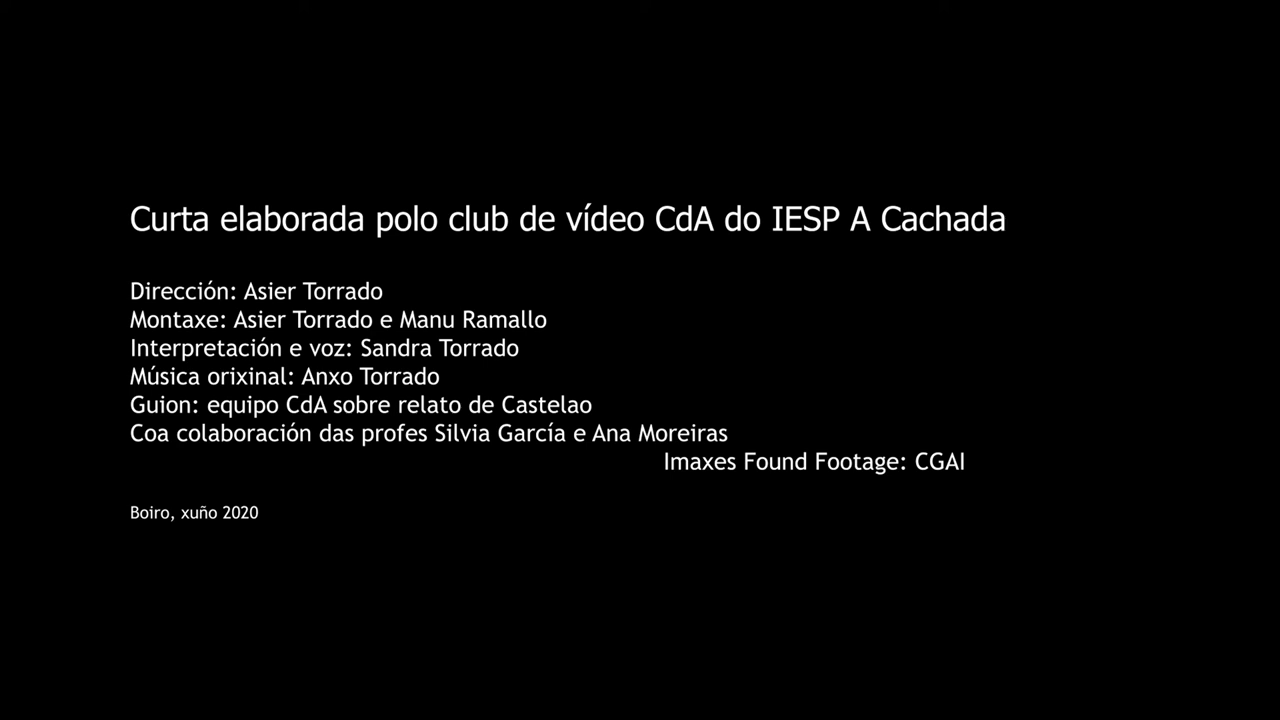 Curta elaborada polo club de vídeo CdA do IESP A Cachada
Dirección: Asier Torrado
Montaxe: Asier Torrado e Manu Ramallo
Interpretación e voz: Sandra Torrado
Música orixinal: Anxo Torrado
Guion: equipo CdA sobre relato de Castelao
Coa colaboración das profes Silvia García e Ana Moreiras
Imaxes Found Footage: CGAI
Boiro, xuño 2020